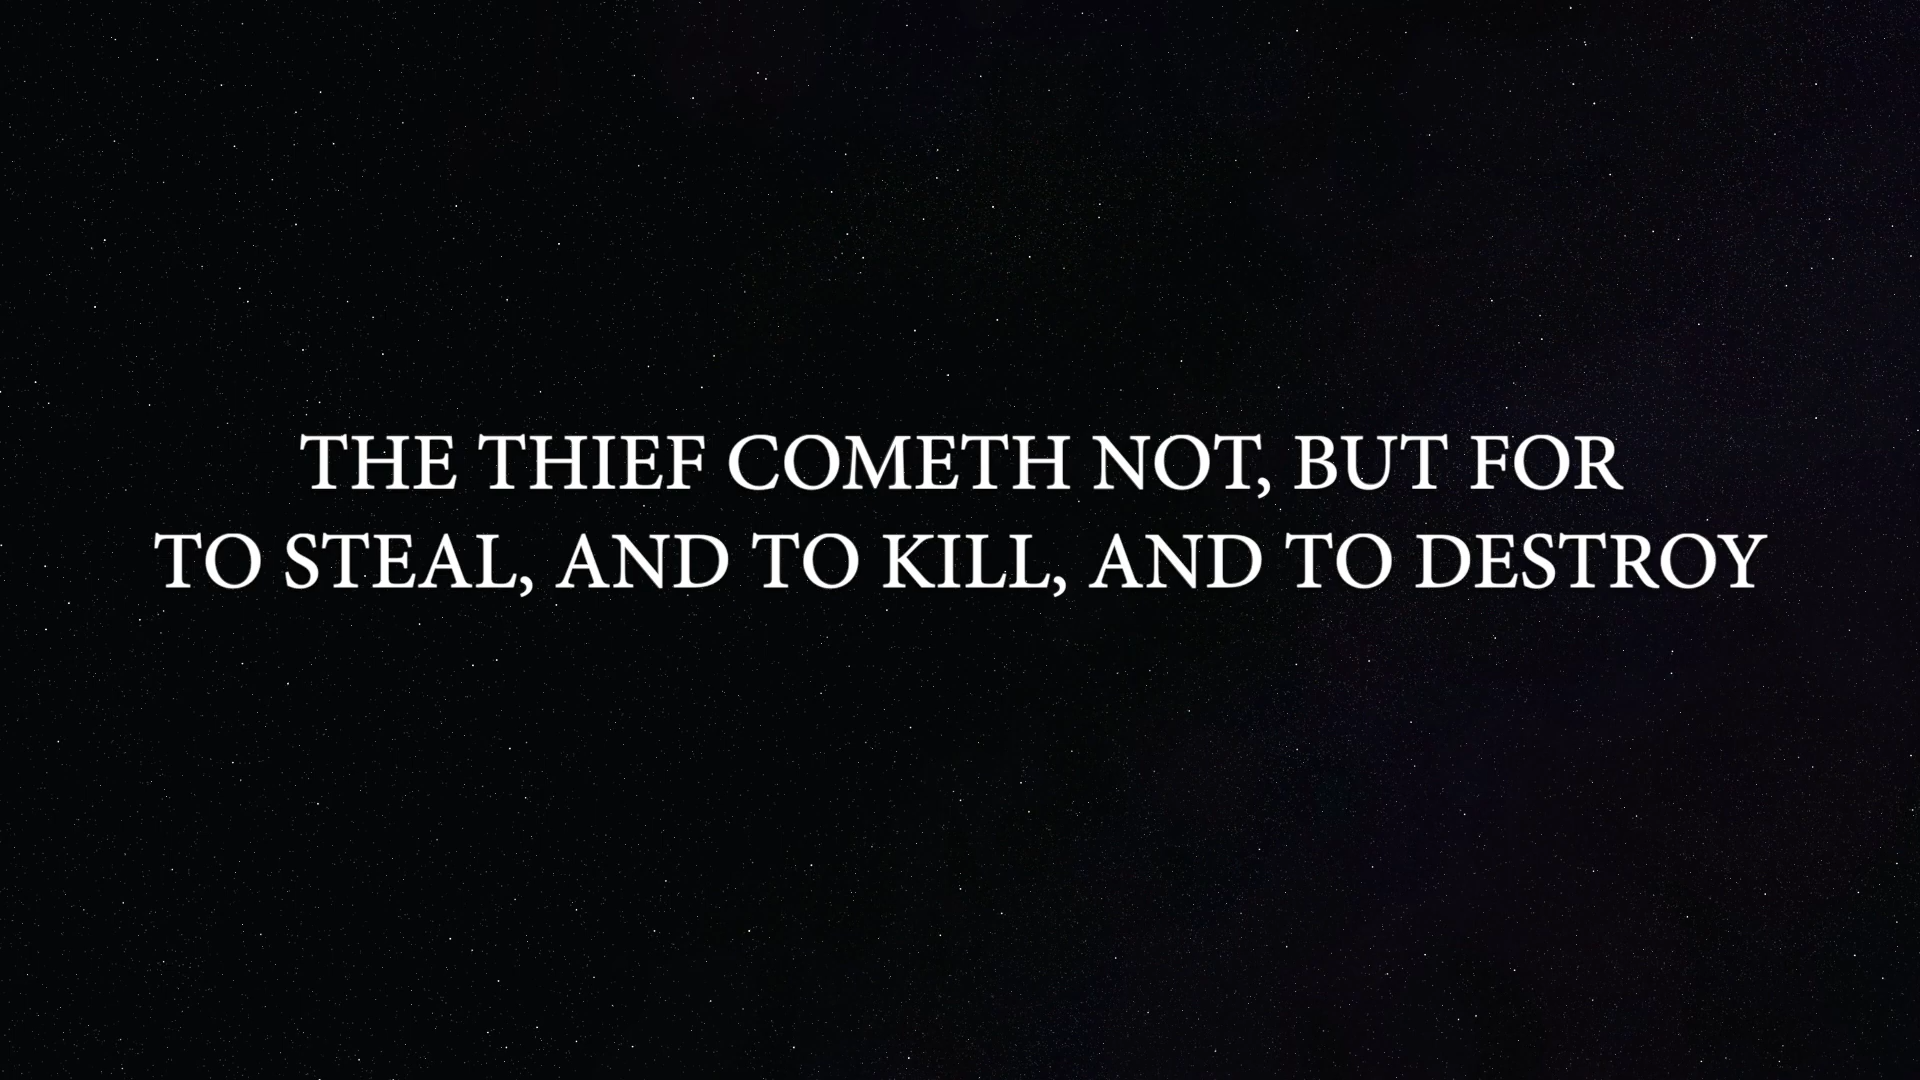 THE THIEF COMETH NOT, BUT FOR
TO STEAL, AND TO KILL, AND TO DESTROY